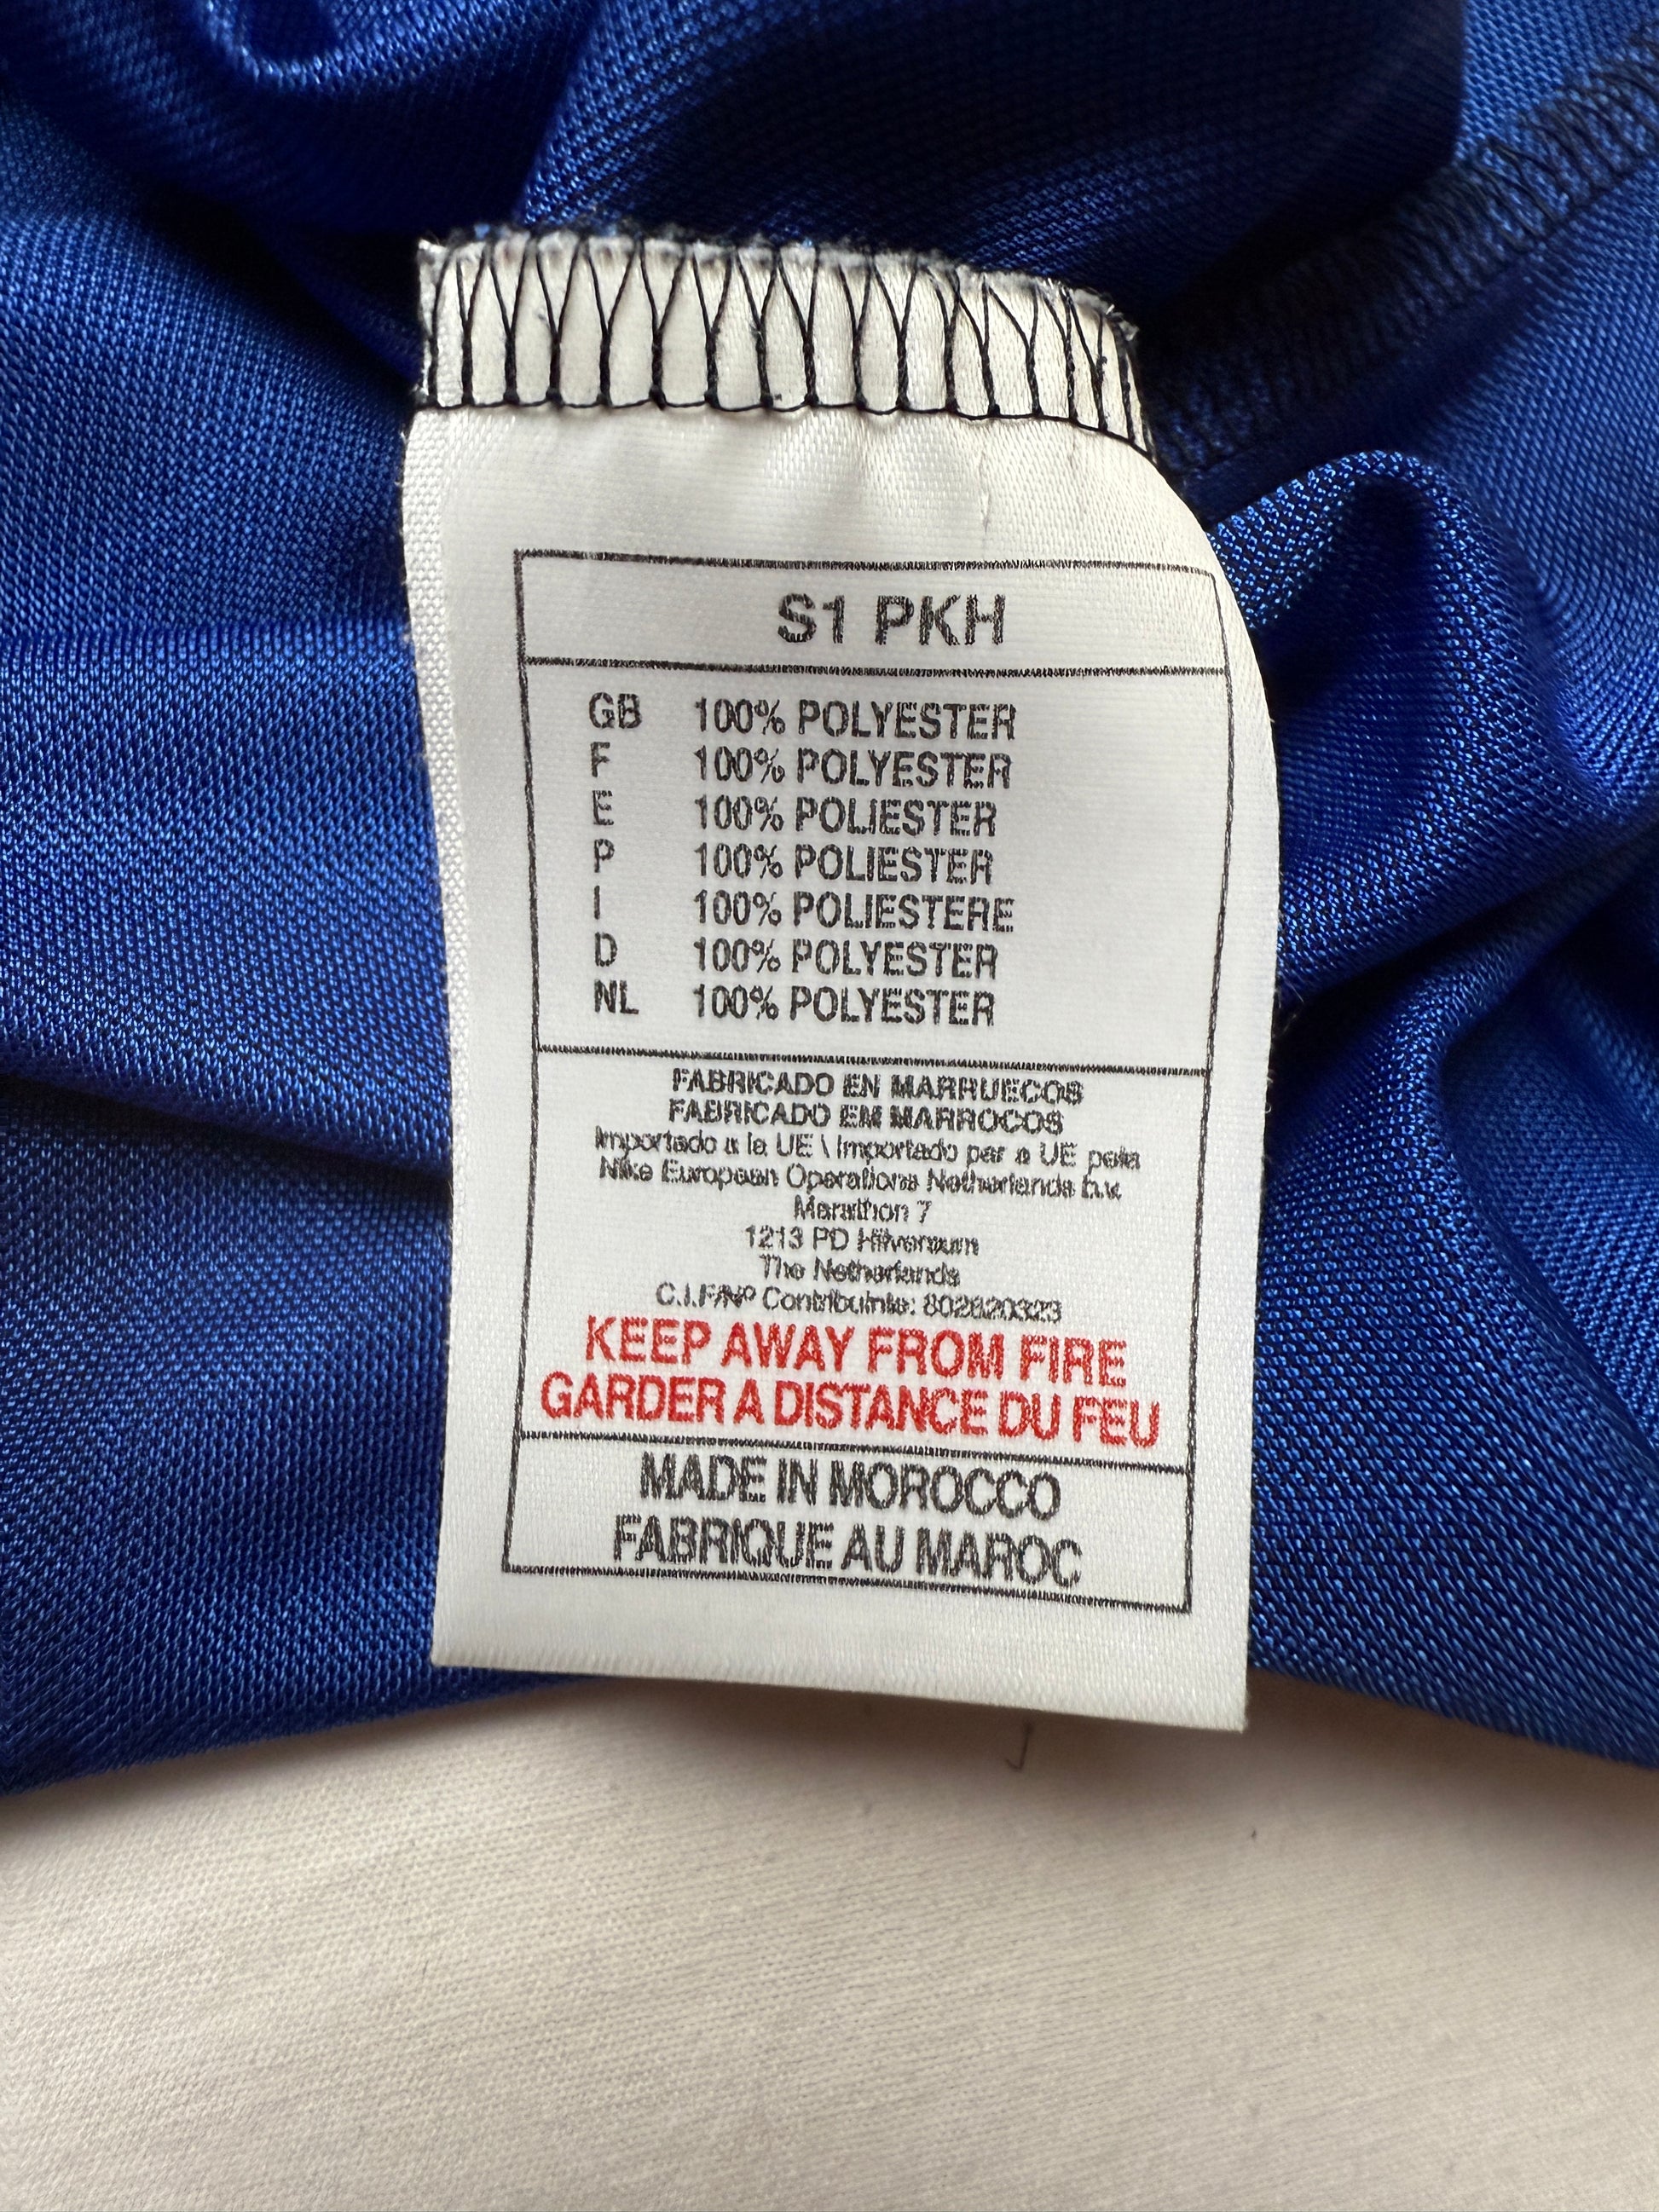 S1 PKH
GB 100% POLYESTER
F 100% POLYESTER
E 100% POLIESTER
P 100% POLIESTER
I 100% POLIESTERE
D 100% POLYESTER
NL 100% POLYESTER
FABRICADO EN MARRUECOS
FABRICADO EM MARROCOS
Importado a la UE \ Importado par a UE pela
Nike European Operations Netherlands b.v.
Marathon 7
1213 PD Hilversum
The Netherlands
C.I.F/Nº Contribuinte: 802820323
KEEP AWAY FROM FIRE
GARDER A DISTANCE DU FEU
MADE IN MOROCCO
FABRIQUE AU MAROC